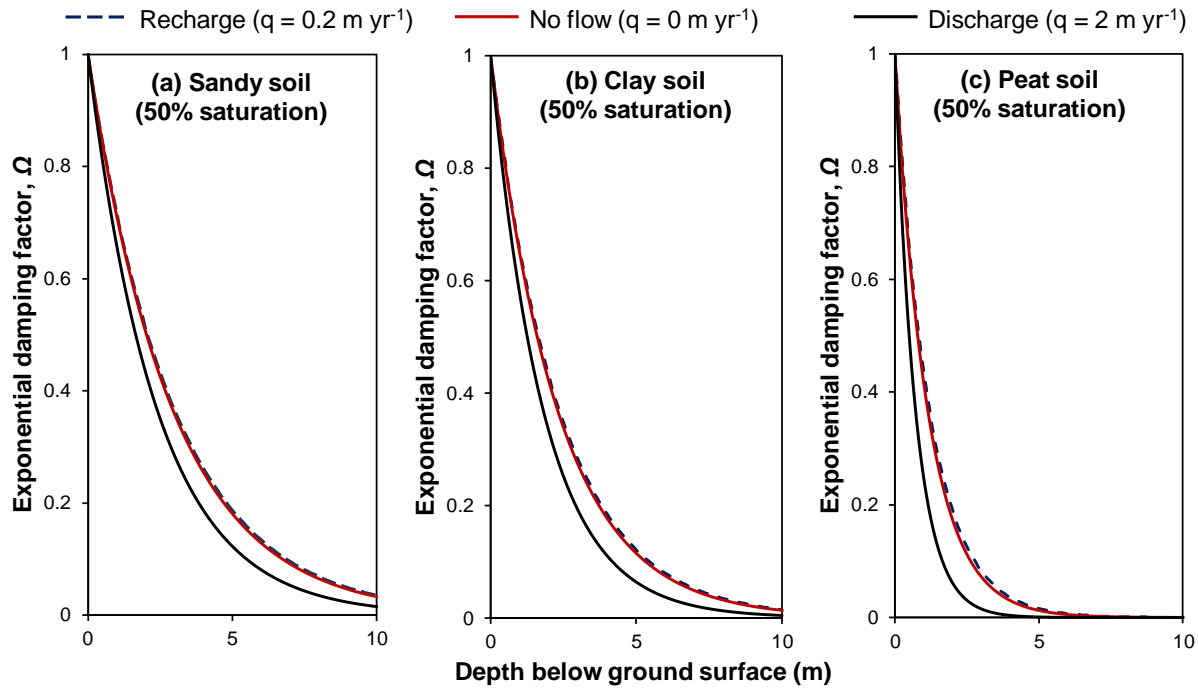 Recharge (q = 0.2 m yr⁻¹)
No flow (q = 0 m yr⁻¹)
Discharge (q = 2 m yr⁻¹)
(a) Sandy soil
(50% saturation)
Exponential damping factor, Ω
1
0.8
0.6
0.4
0.2
0
0
5
10
(b) Clay soil
(50% saturation)
Exponential damping factor, Ω
1
0.8
0.6
0.4
0.2
0
0
5
10
(c) Peat soil
(50% saturation)
Exponential damping factor, Ω
1
0.8
0.6
0.4
0.2
0
0
5
10
Depth below ground surface (m)